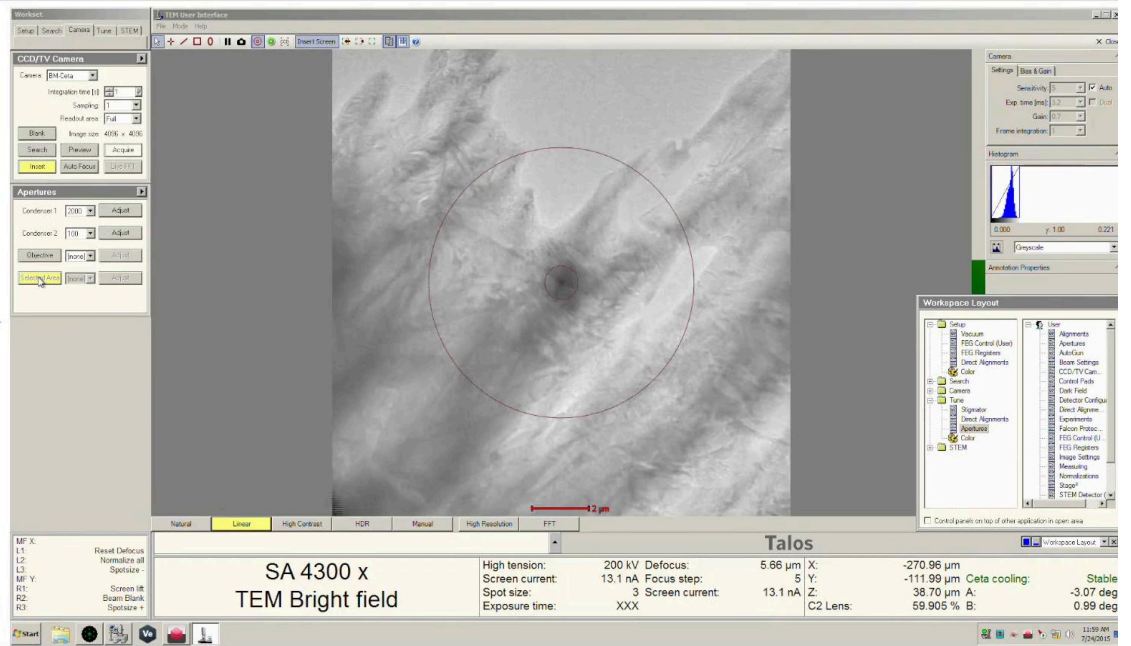 Workset
TEM User Interface
Setup Search Camera Tune STEM
File Mode Help
Insert Screen
Close
CCD/TV Camera
Camera: BM-Ceta
Integration time [s] 1
Sampling: 1
Readout area: Full
Blank Image size: 4096 x 4096
Search Preview Acquire
Insert Auto Focus Live FFT
Apertures
Condenser 1 2000 Adjust
Condenser 2 100 Adjust
Objective [none] Adjust
Selected Area [none] Adjust
Camera
Settings Bias & Gain
Sensitivity: 5 Auto
Exp. time [ms]: 3.2 Dual
Gain: 0.7
Frame integration: 1
Histogram
0.000 γ: 1.00 0.221
Greyscale
Annotation Properties
Workspace Layout
Setup
Vacuum
FEG Control (User)
FEG Registers
Direct Alignments
Color
Search
Camera
Tune
Stigmator
Direct Alignments
Apertures
Color
STEM
User
Alignments
Apertures
AutoGun
Beam Settings
CCD/TV Cam...
Control Pads
Dark Field
Detector Configur
Direct Alignme...
Experiments
Falcon Protec...
FEG Control (U...
FEG Registers
Image Settings
Measuring
Normalizations
Stage²
STEM Detector (
Control panels on top of other application in open area
2 µm
Natural Linear High Contrast HDR Manual High Resolution FFT
Talos
Workspace Layout
MF X:
L1: Reset Defocus
L2: Normalize all
L3: Spotsize -
MF Y:
R1: Screen lift
R2: Beam Blank
R3: Spotsize +
SA 4300 x
TEM Bright field
High tension: 200 kV Defocus: 5.66 µm X: -270.96 µm
Screen current: 13.1 nA Focus step: 5 Y: -111.99 µm Ceta cooling: Stable
Spot size: 3 Screen current: 13.1 nA Z: 38.70 µm A: -3.07 deg
Exposure time: XXX C2 Lens: 59.905 % B: 0.99 deg
Start
Ve
11:59 AM
7/24/2015